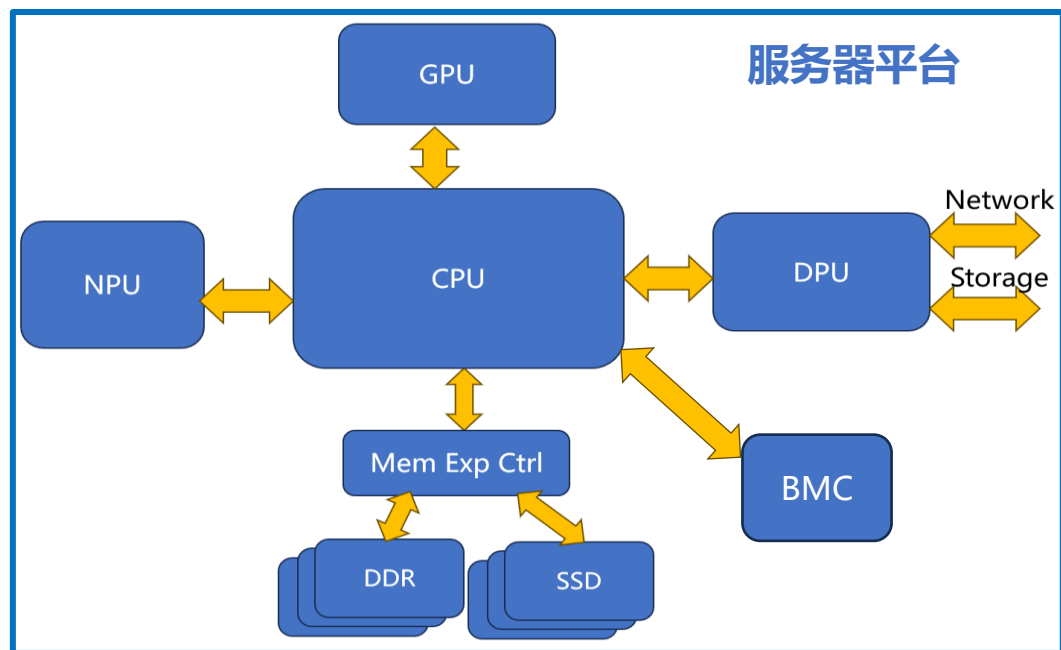 服务器平台
GPU
Network
NPU
CPU
DPU
Storage
Mem Exp Ctrl
BMC
DDR
SSD